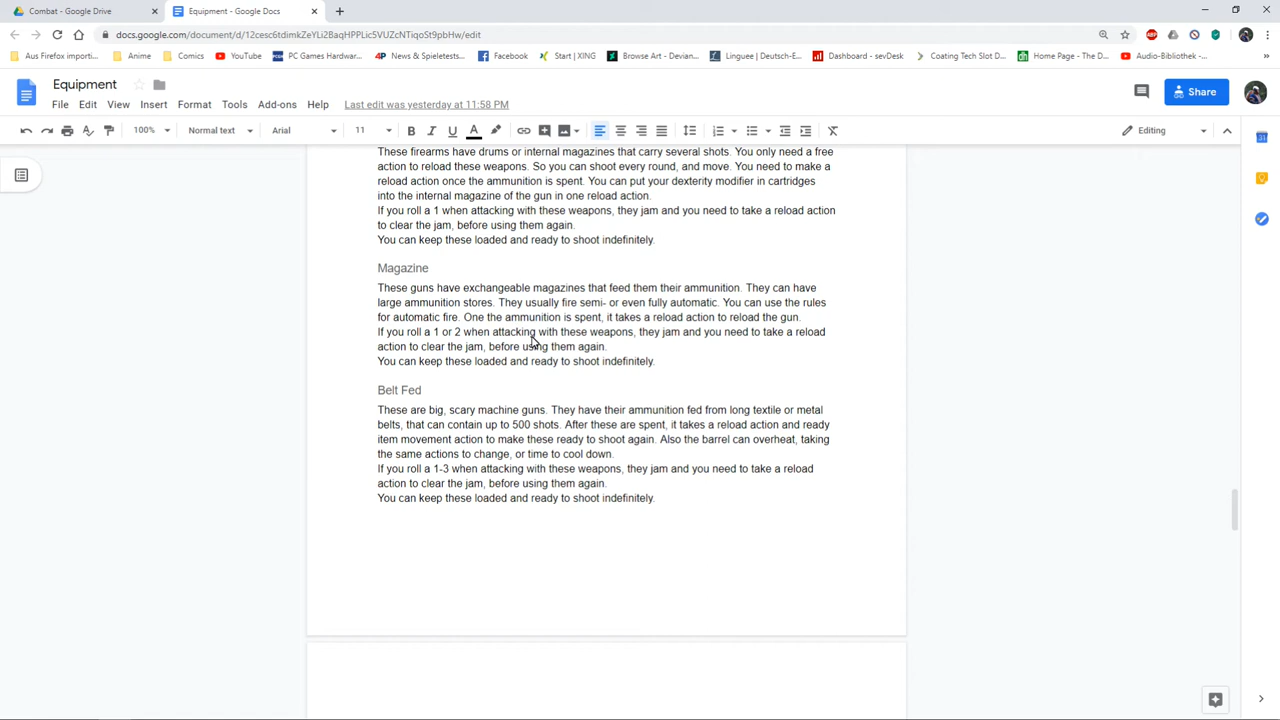 Combat - Google Drive
Equipment - Google Docs
docs.google.com/document/d/12cesc6tdimkZeYLi2BaqHPPLic5VUZcNTiqoSt9pbHw/edit
Aus Firefox importi...
Anime
Comics
YouTube
PC Games Hardwar...
News & Spieletests...
Facebook
Start | XING
Browse Art - Devian...
Linguee | Deutsch-E...
Dashboard - sevDesk
Coating Tech Slot D...
Home Page - The D...
Audio-Bibliothek -...
Equipment
File Edit View Insert Format Tools Add-ons Help Last edit was yesterday at 11:58 PM
Share
100% Normal text Arial 11 B I U A Editing
These firearms have drums or internal magazines that carry several shots. You only need a free
action to reload these weapons. So you can shoot every round, and move. You need to make a
reload action once the ammunition is spent. You can put your dexterity modifier in cartridges
into the internal magazine of the gun in one reload action.
If you roll a 1 when attacking with these weapons, they jam and you need to take a reload action
to clear the jam, before using them again.
You can keep these loaded and ready to shoot indefinitely.
Magazine
These guns have exchangeable magazines that feed them their ammunition. They can have
large ammunition stores. They usually fire semi- or even fully automatic. You can use the rules
for automatic fire. One the ammunition is spent, it takes a reload action to reload the gun.
If you roll a 1 or 2 when attacking with these weapons, they jam and you need to take a reload
action to clear the jam, before using them again.
You can keep these loaded and ready to shoot indefinitely.
Belt Fed
These are big, scary machine guns. They have their ammunition fed from long textile or metal
belts, that can contain up to 500 shots. After these are spent, it takes a reload action and ready
item movement action to make these ready to shoot again. Also the barrel can overheat, taking
the same actions to change, or time to cool down.
If you roll a 1-3 when attacking with these weapons, they jam and you need to take a reload
action to clear the jam, before using them again.
You can keep these loaded and ready to shoot indefinitely.